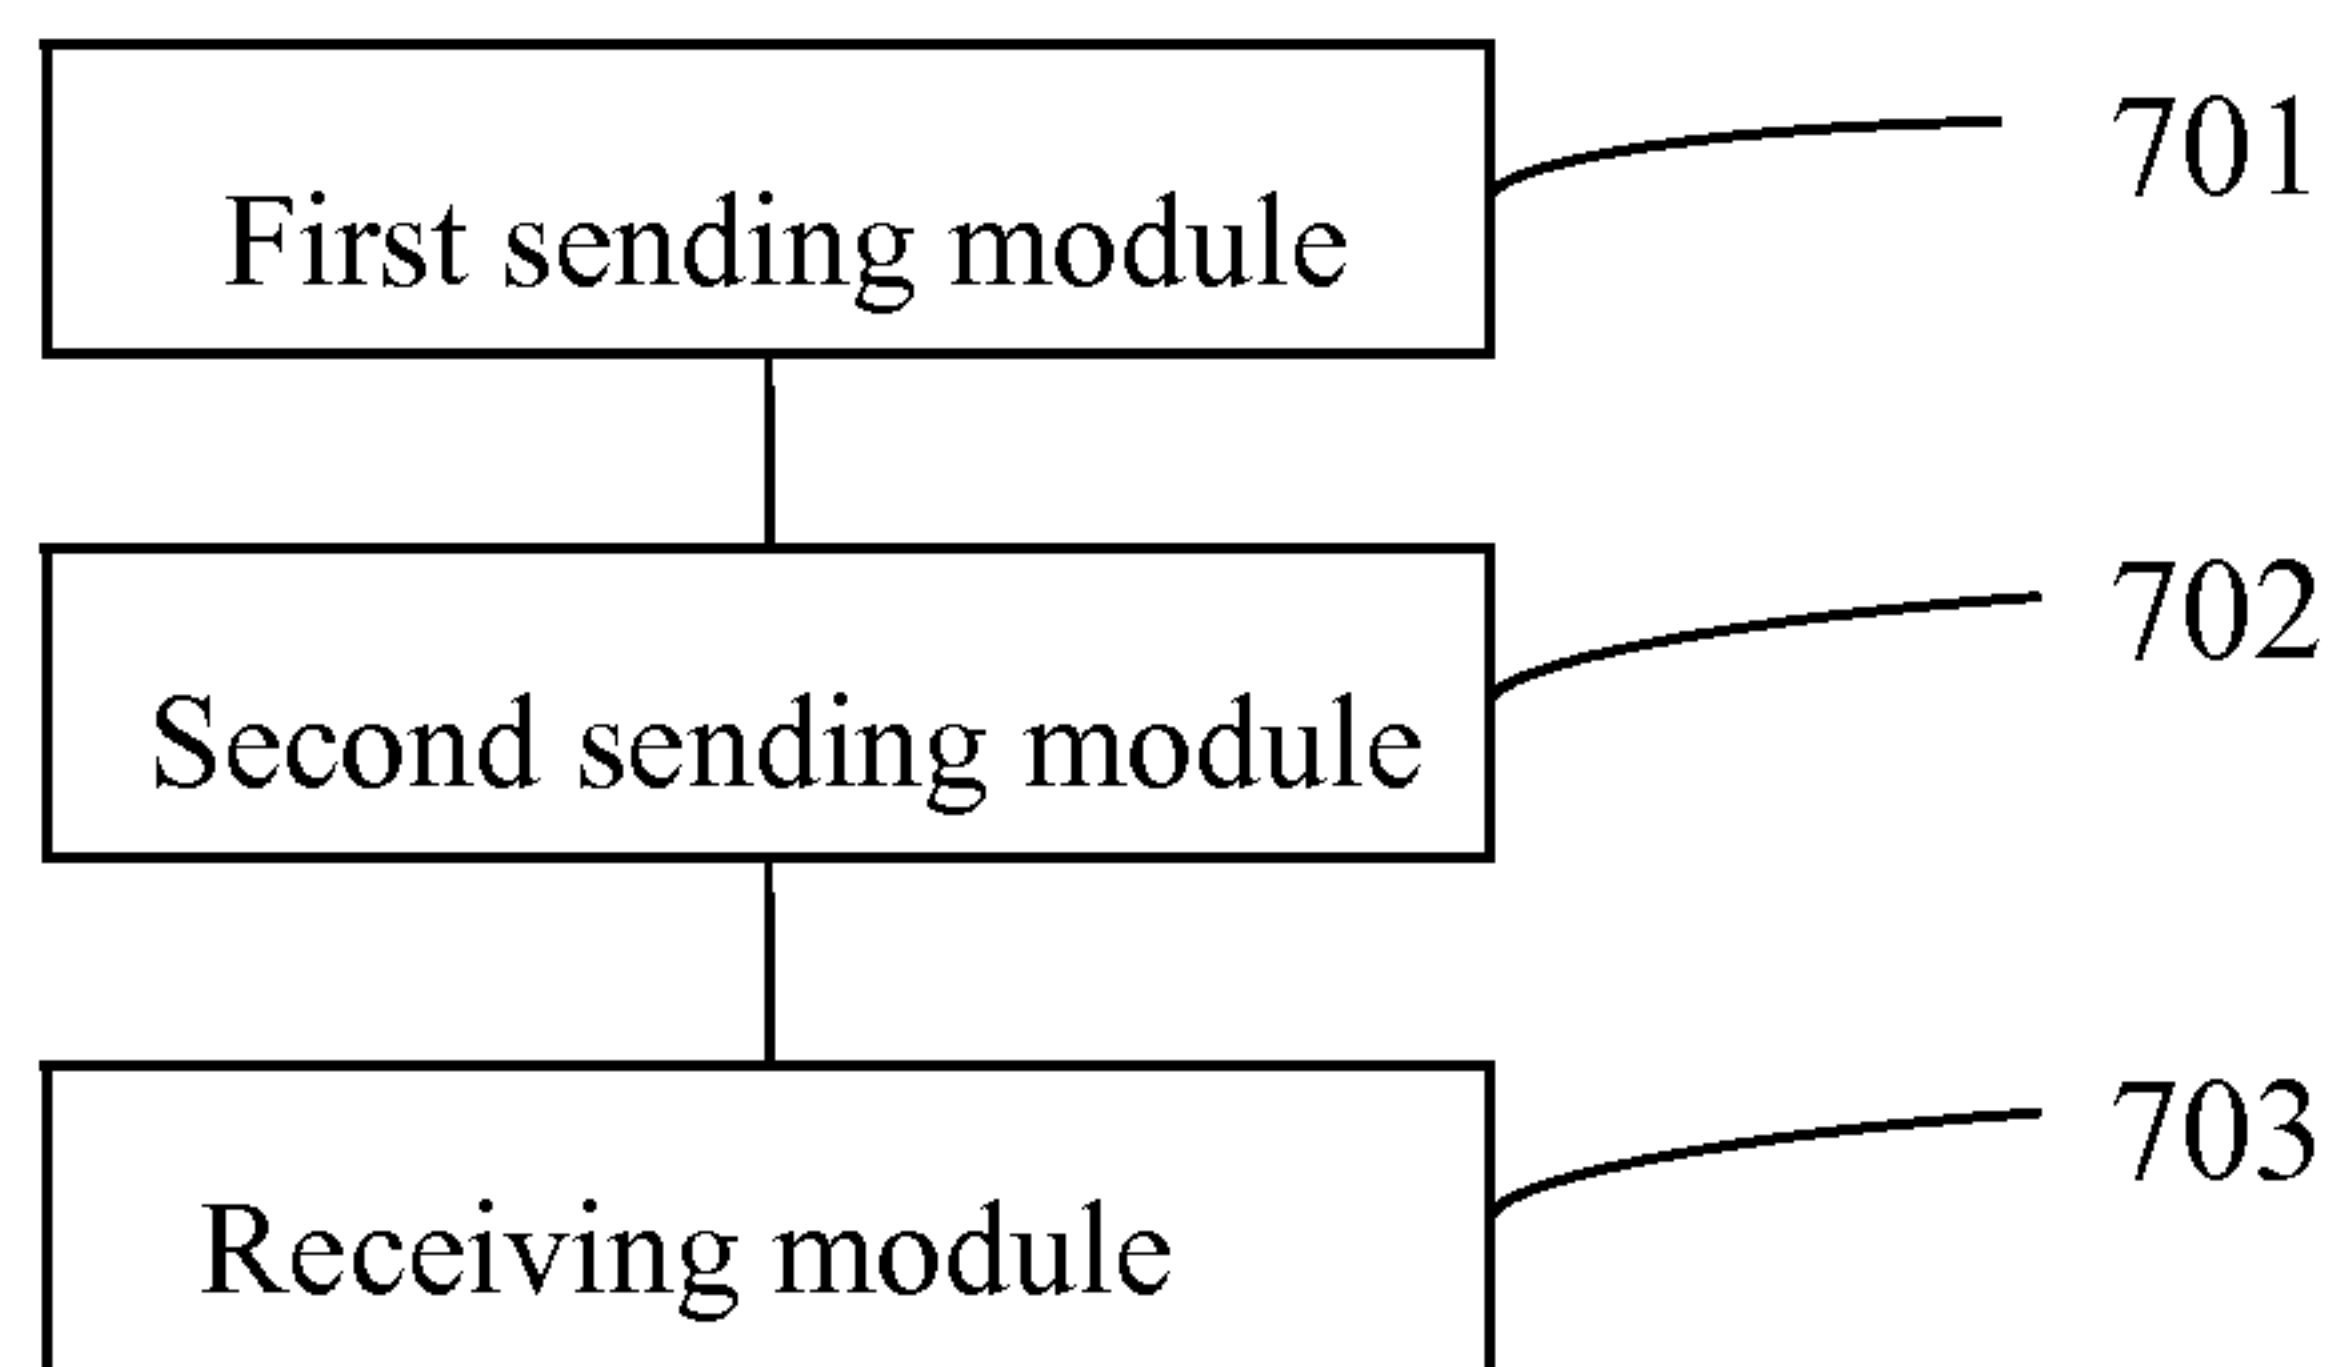 701
First sending module
702
Second sending module
703
Receiving module